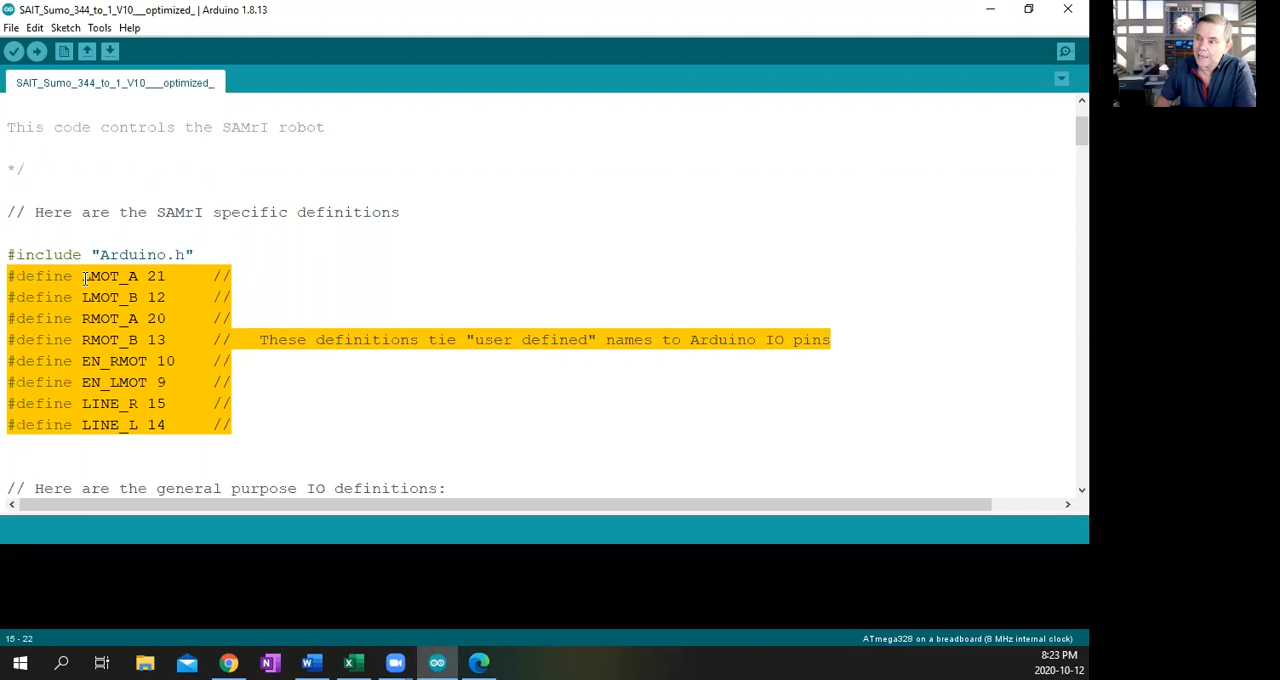 SAIT_Sumo_344_to_1_V10___optimized_ | Arduino 1.8.13
File Edit Sketch Tools Help
SAIT_Sumo_344_to_1_V10___optimized_
This code controls the SAMrI robot
*/
// Here are the SAMrI specific definitions
#include "Arduino.h"
#define LMOT_A 21 //
#define LMOT_B 12 //
#define RMOT_A 20 //
#define RMOT_B 13 // These definitions tie "user defined" names to Arduino IO pins
#define EN_RMOT 10 //
#define EN_LMOT 9 //
#define LINE_R 15 //
#define LINE_L 14 //
// Here are the general purpose IO definitions:
15 - 22
ATmega328 on a breadboard (8 MHz internal clock)
8:23 PM
2020-10-12